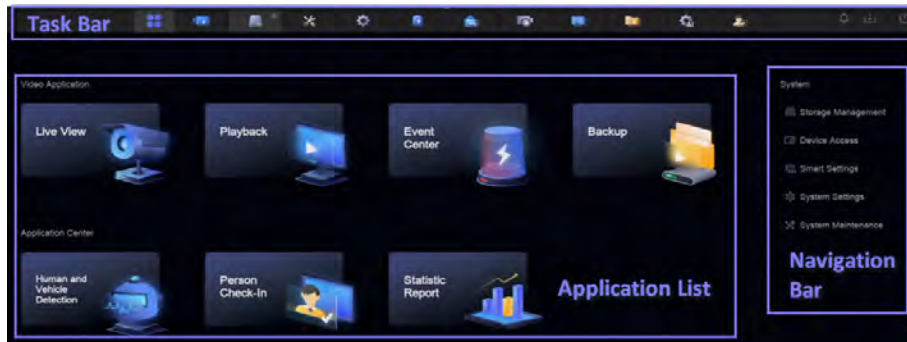 Task Bar
Video Application
Live View
Playback
Event
Center
Backup
Application Center
Human and
Vehicle
Detection
Person
Check-In
Statistic
Report
Application List
System
Storage Management
Device Access
Smart Settings
System Settings
System Maintenance
Navigation
Bar